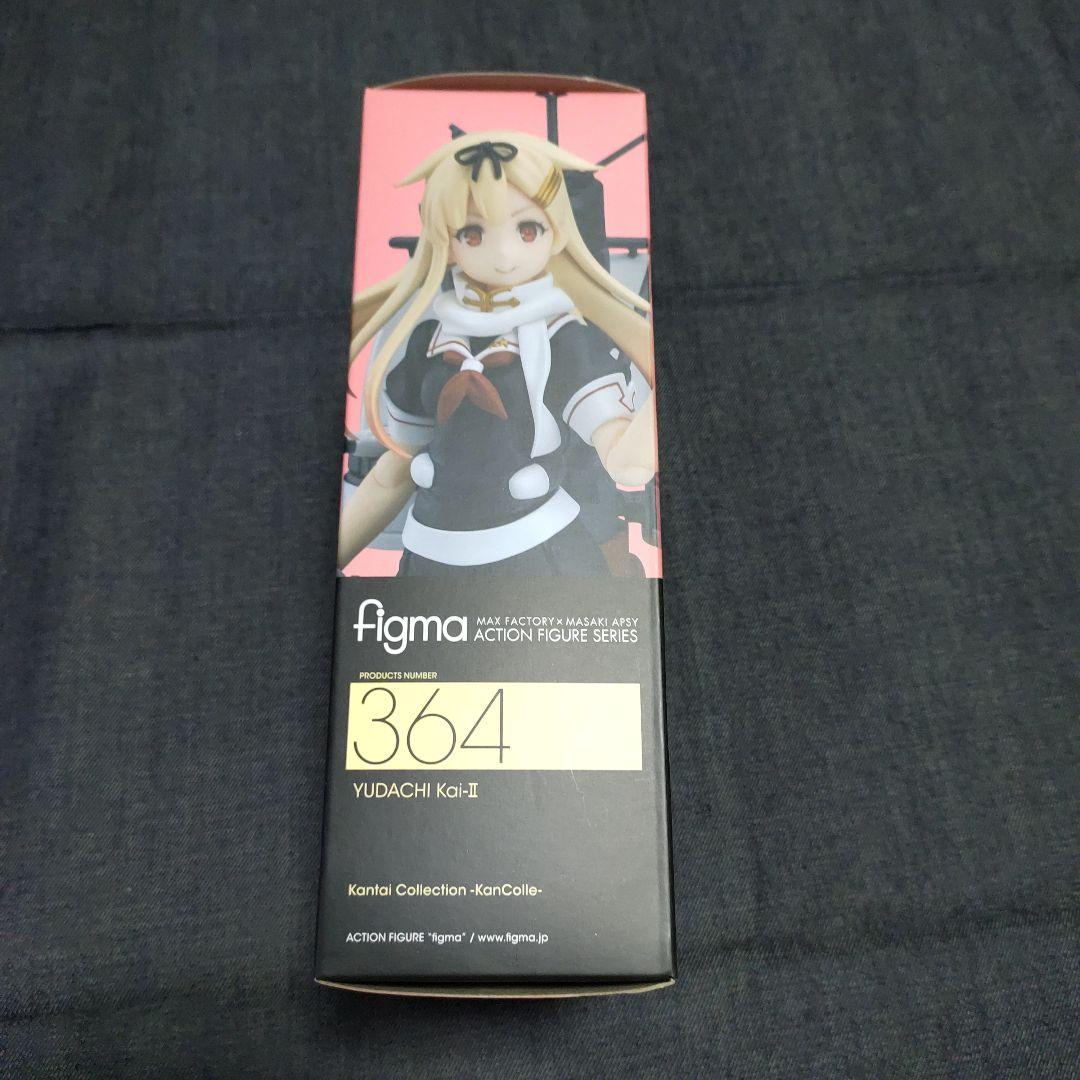 figma
MAX FACTORY×MASAKI APSY
ACTION FIGURE SERIES
PRODUCTS NUMBER
364
YUDACHI Kai-Ⅱ
Kantai Collection -KanColle-
ACTION FIGURE "figma" / www.figma.jp